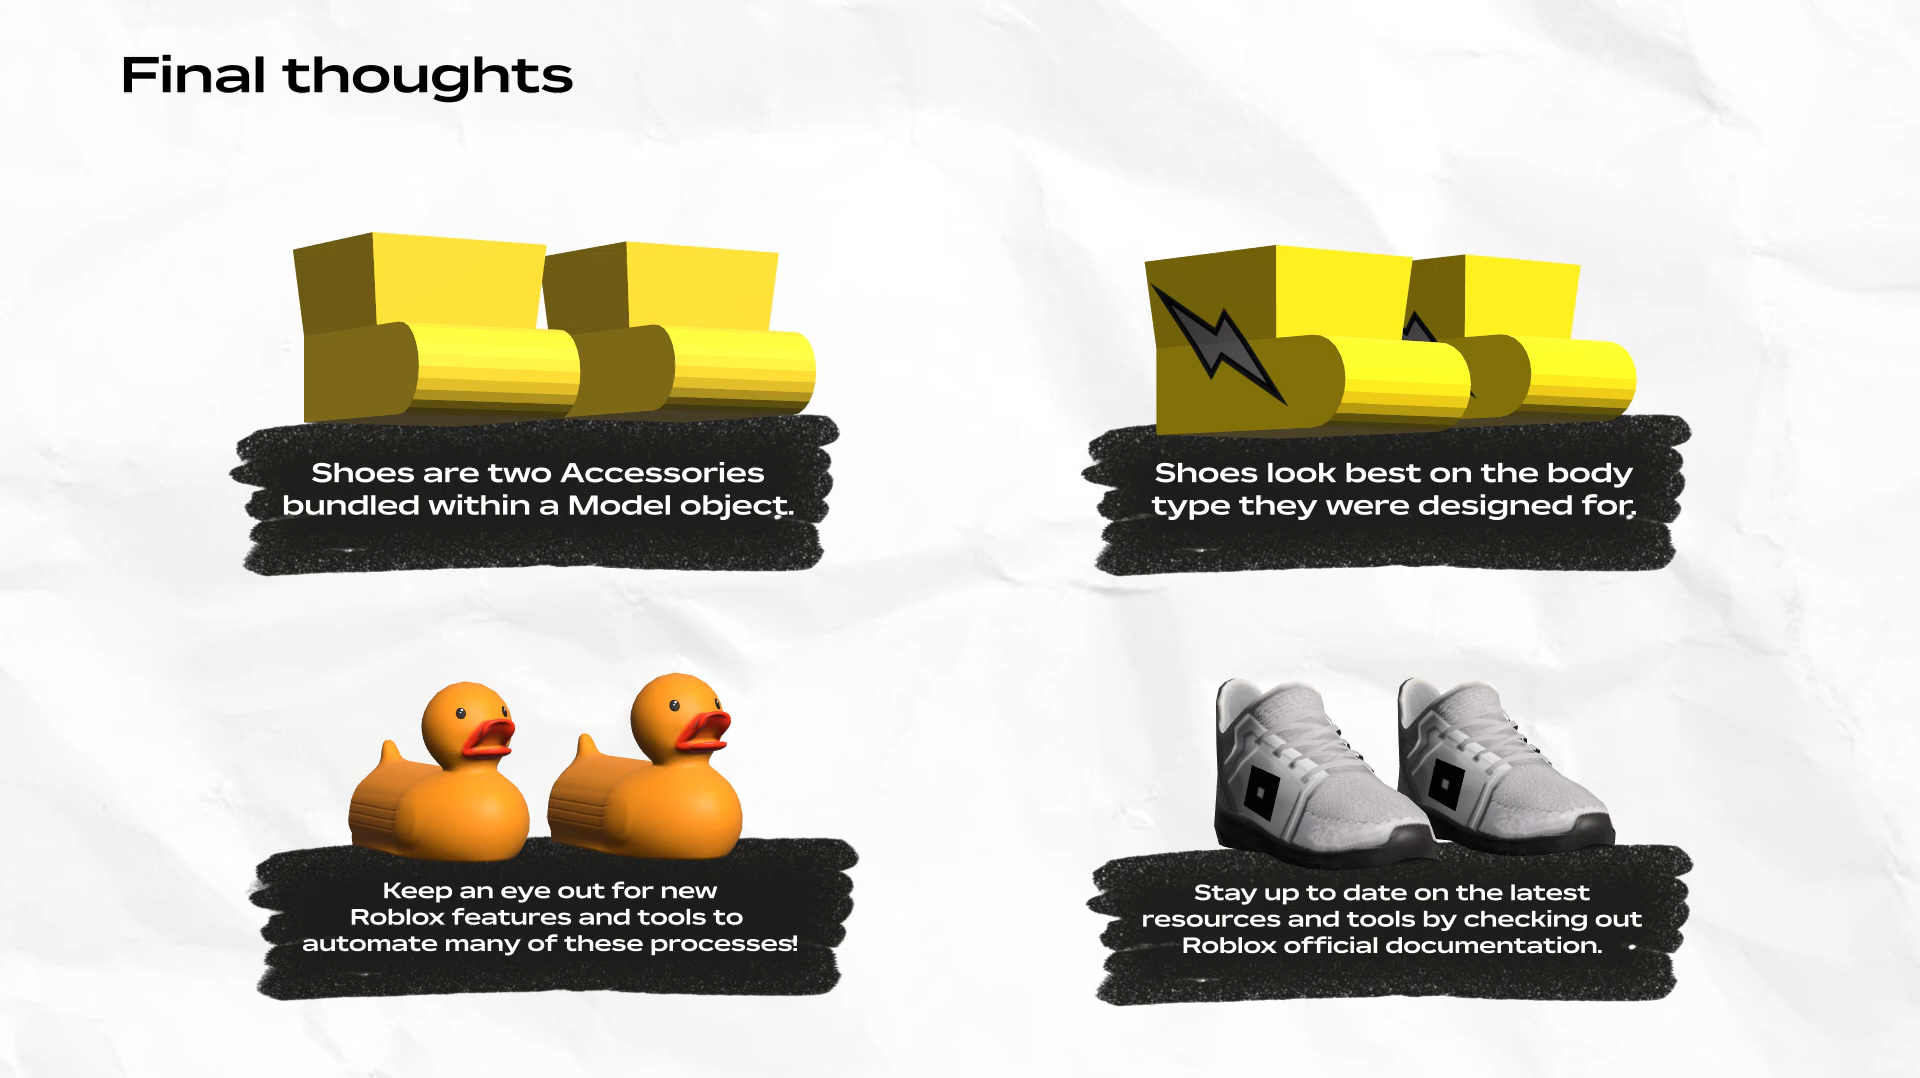 Final thoughts
Shoes are two Accessories
bundled within a Model object.
Shoes look best on the body
type they were designed for.
Keep an eye out for new
Roblox features and tools to
automate many of these processes!
Stay up to date on the latest
resources and tools by checking out
Roblox official documentation.